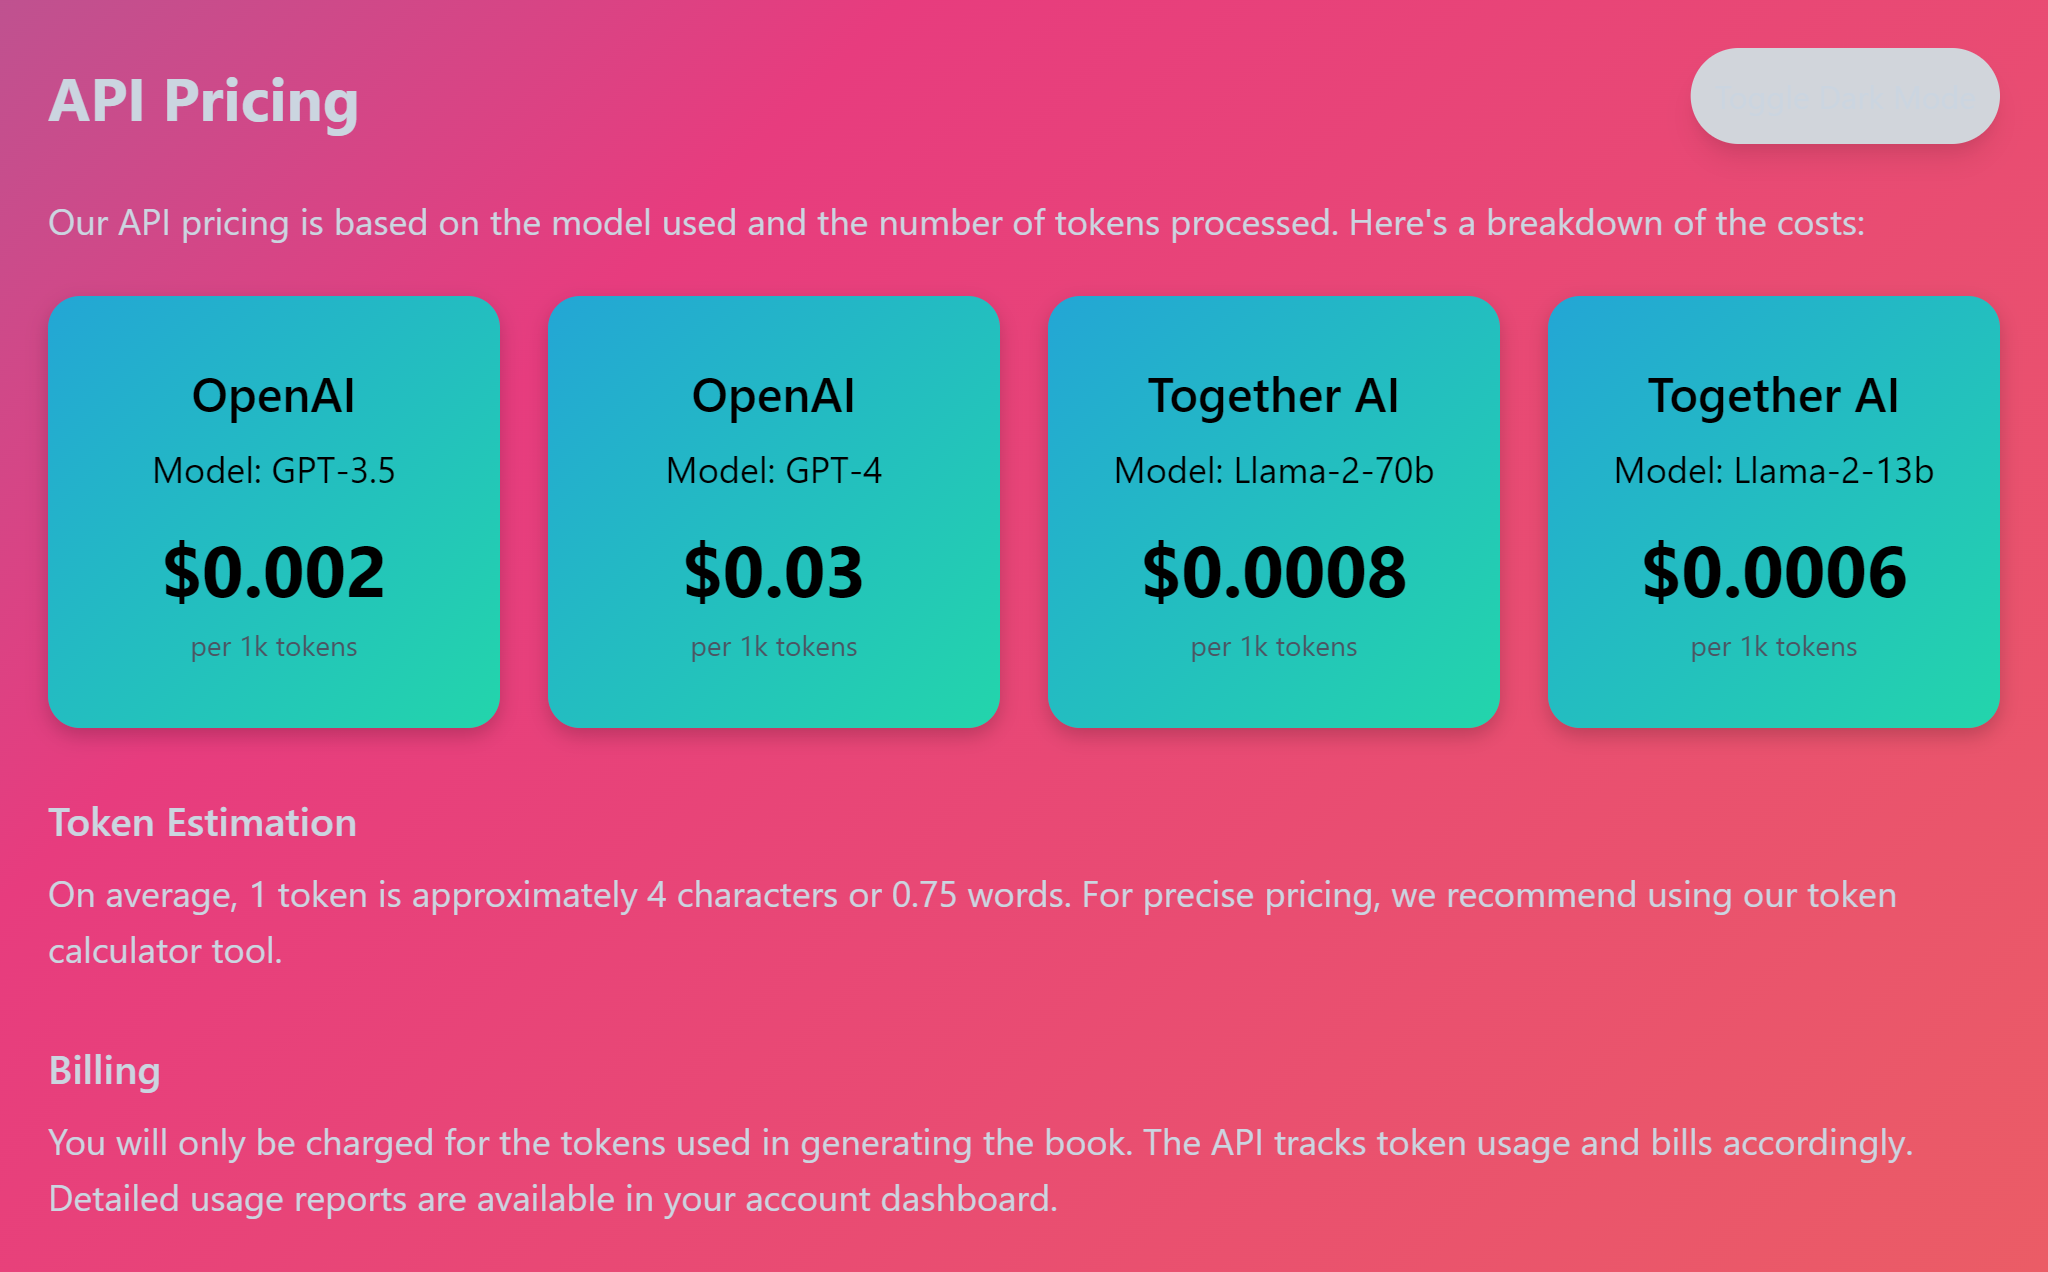 API Pricing
Our API pricing is based on the model used and the number of tokens processed. Here's a breakdown of the costs:
OpenAI
Model: GPT-3.5
$0.002
per 1k tokens
OpenAI
Model: GPT-4
$0.03
per 1k tokens
Together AI
Model: Llama-2-70b
$0.0008
per 1k tokens
Together AI
Model: Llama-2-13b
$0.0006
per 1k tokens
Token Estimation
On average, 1 token is approximately 4 characters or 0.75 words. For precise pricing, we recommend using our token
calculator tool.
Billing
You will only be charged for the tokens used in generating the book. The API tracks token usage and bills accordingly.
Detailed usage reports are available in your account dashboard.